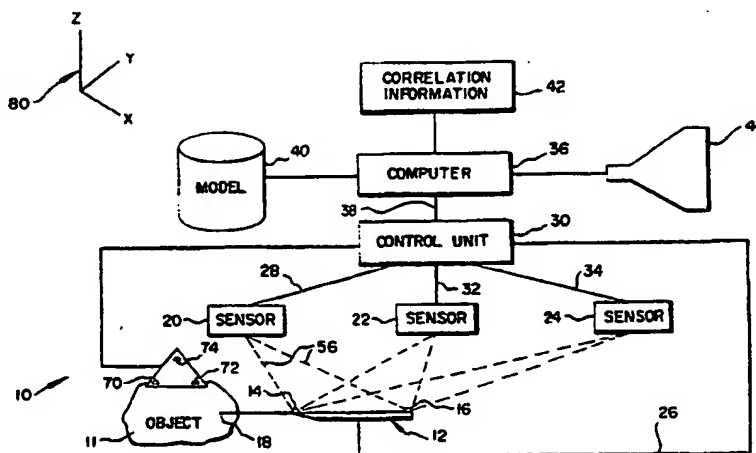 Z
Y
80
X
CORRELATION
INFORMATION
42
40
MODEL
COMPUTER
36
4
38
CONTROL UNIT
30
28
32
34
20
SENSOR
22
SENSOR
24
SENSOR
56
74
70
72
14
16
10
OBJECT
11
18
12
26